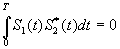 ∫₀ᵀ S₁(t)S₂*(t)dt = 0